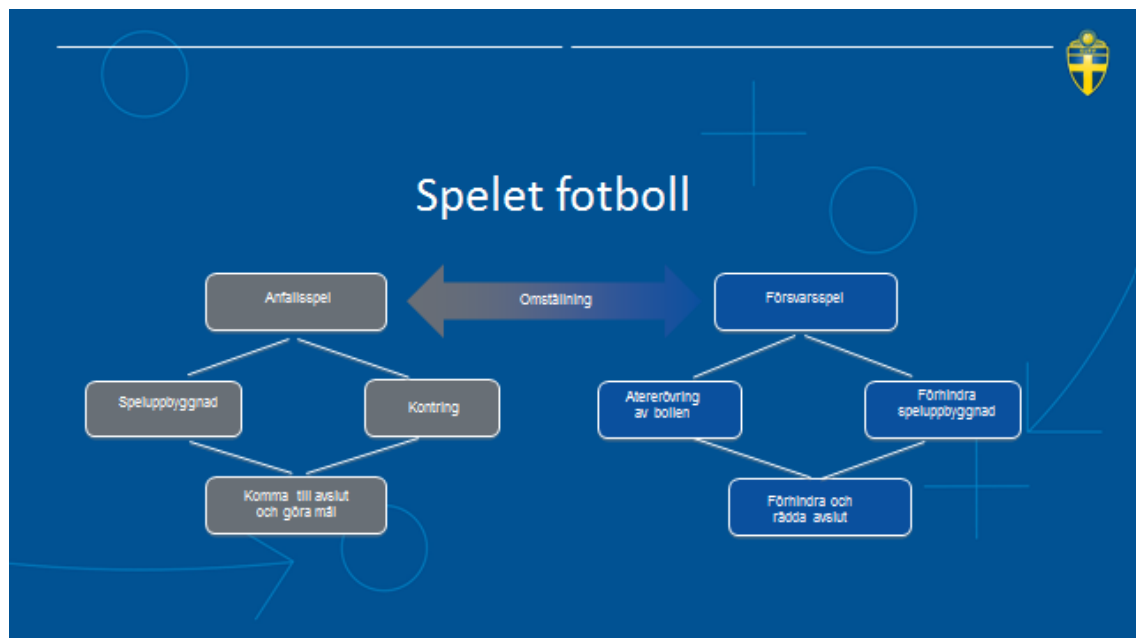 Spelet fotboll
Anfallsspel
Omställning
Försvarsspel
Speluppbyggnad
Kontring
Återerövring
av bollen
Förhindra
speluppbyggnad
Komma till avslut
och göra mål
Förhindra och
rädda avslut